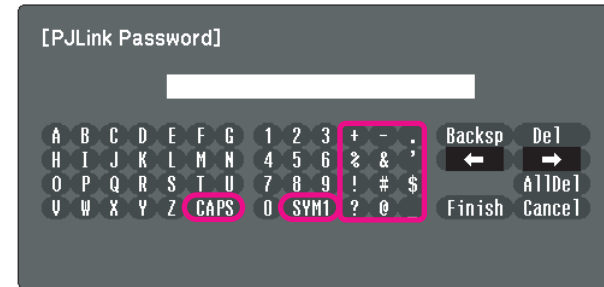 [PJLink Password]
A B C D E F G 1 2 3 + - . Backsp Del
H I J K L M N 4 5 6 % & ’ ← →
O P Q R S T U 7 8 9 ! # $ AllDel
V W X Y Z CAPS 0 SYM1 ? @ _ Finish Cancel